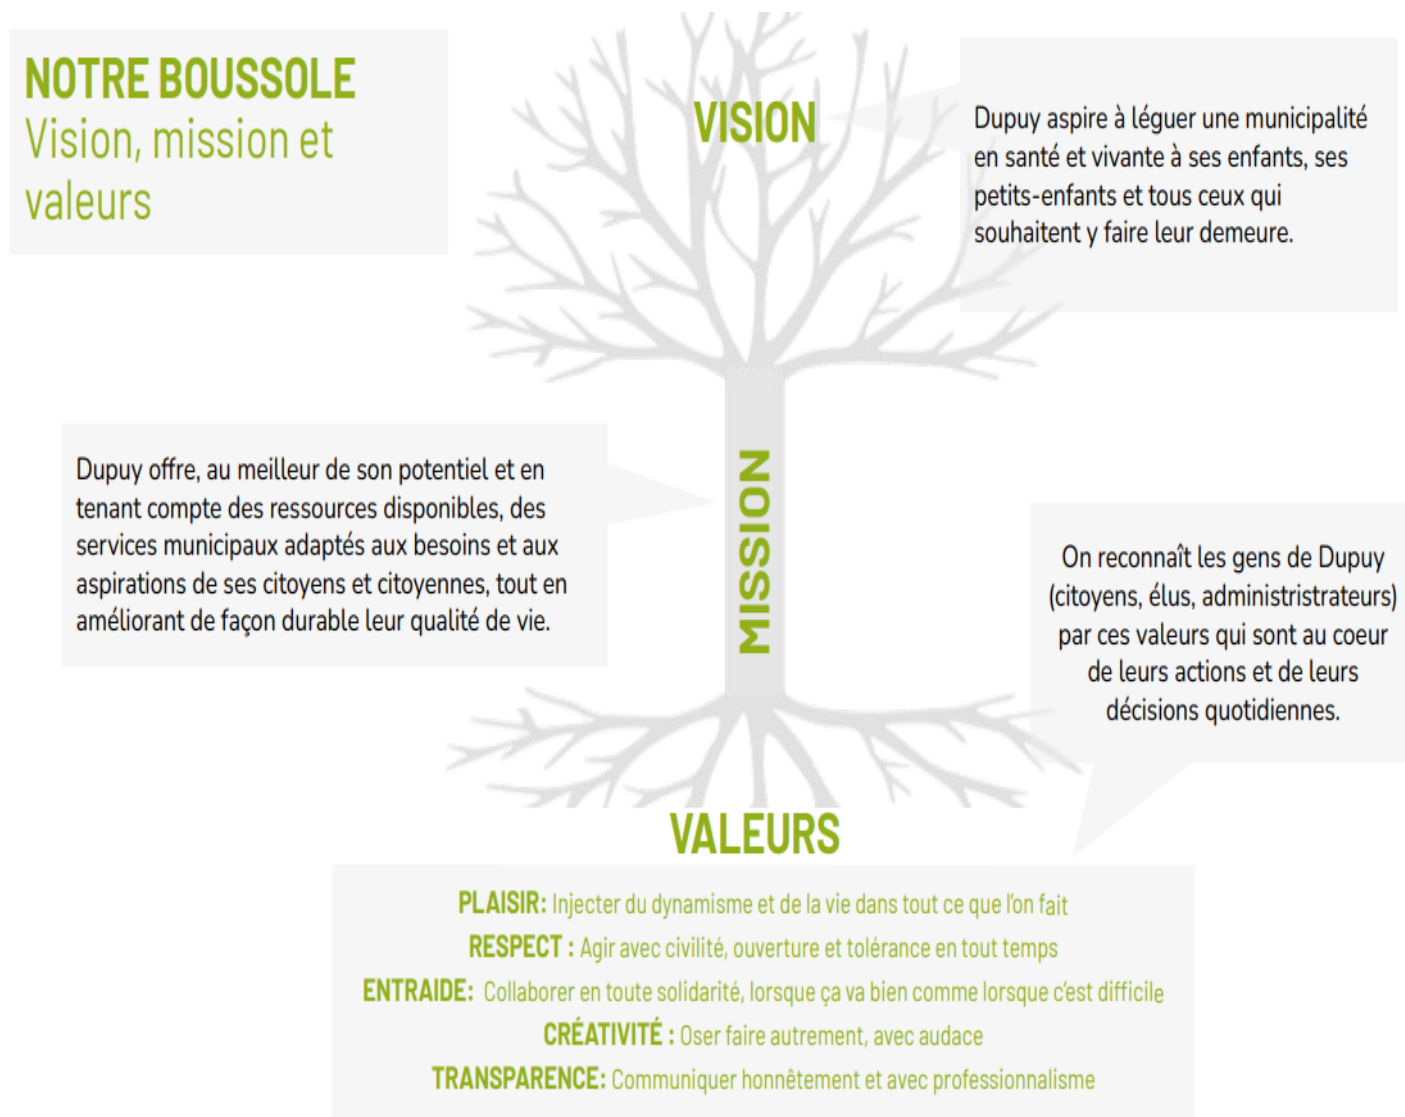 NOTRE BOUSSOLE
Vision, mission et
valeurs
VISION
Dupuy aspire à léguer une municipalité
en santé et vivante à ses enfants, ses
petits-enfants et tous ceux qui
souhaitent y faire leur demeure.
Dupuy offre, au meilleur de son potentiel et en
tenant compte des ressources disponibles, des
services municipaux adaptés aux besoins et aux
aspirations de ses citoyens et citoyennes, tout en
améliorant de façon durable leur qualité de vie.
MISSION
On reconnaît les gens de Dupuy
(citoyens, élus, administristrateurs)
par ces valeurs qui sont au coeur
de leurs actions et de leurs
décisions quotidiennes.
VALEURS
PLAISIR: Injecter du dynamisme et de la vie dans tout ce que l'on fait
RESPECT : Agir avec civilité, ouverture et tolérance en tout temps
ENTRAIDE: Collaborer en toute solidarité, lorsque ça va bien comme lorsque c'est difficile
CRÉATIVITÉ : Oser faire autrement, avec audace
TRANSPARENCE: Communiquer honnêtement et avec professionnalisme